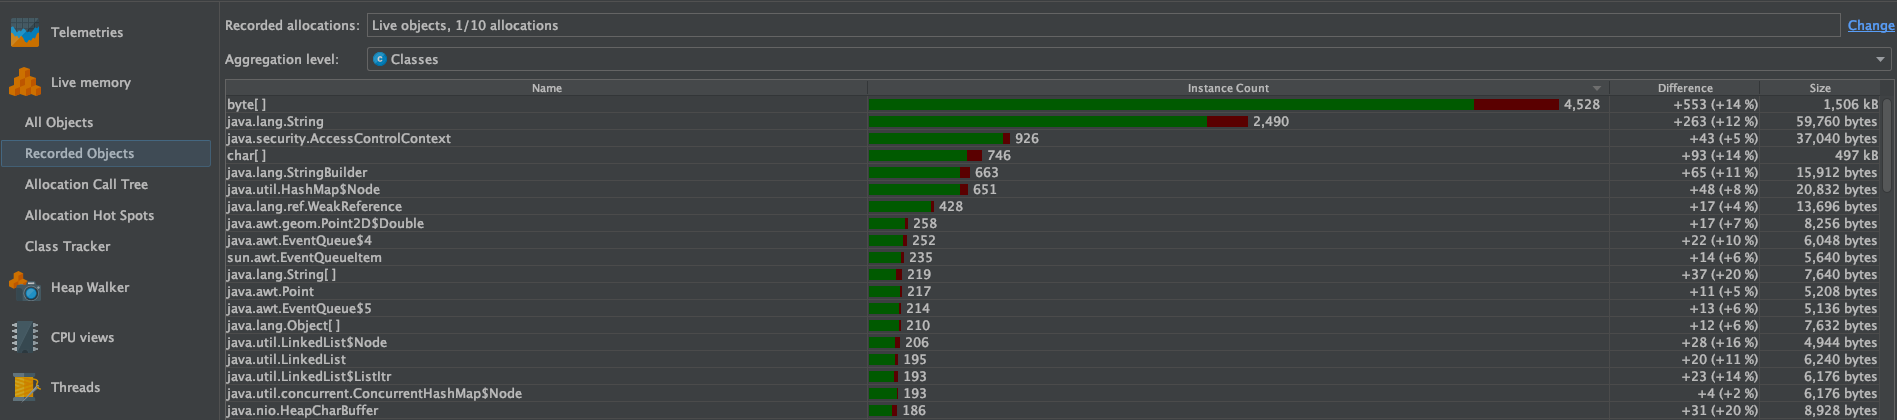 Telemetries
Live memory
All Objects
Recorded Objects
Allocation Call Tree
Allocation Hot Spots
Class Tracker
Heap Walker
CPU views
Threads
Recorded allocations: Live objects, 1/10 allocations Change
Aggregation level: C Classes
Name Instance Count Difference Size
byte[ ] 4,528 +553 (+14 %) 1,506 kB
java.lang.String 2,490 +263 (+12 %) 59,760 bytes
java.security.AccessControlContext 926 +43 (+5 %) 37,040 bytes
char[ ] 746 +93 (+14 %) 497 kB
java.lang.StringBuilder 663 +65 (+11 %) 15,912 bytes
java.util.HashMap$Node 651 +48 (+8 %) 20,832 bytes
java.lang.ref.WeakReference 428 +17 (+4 %) 13,696 bytes
java.awt.geom.Point2D$Double 258 +17 (+7 %) 8,256 bytes
java.awt.EventQueue$4 252 +22 (+10 %) 6,048 bytes
sun.awt.EventQueueItem 235 +14 (+6 %) 5,640 bytes
java.lang.String[ ] 219 +37 (+20 %) 7,640 bytes
java.awt.Point 217 +11 (+5 %) 5,208 bytes
java.awt.EventQueue$5 214 +13 (+6 %) 5,136 bytes
java.lang.Object[ ] 210 +12 (+6 %) 7,632 bytes
java.util.LinkedList$Node 206 +28 (+16 %) 4,944 bytes
java.util.LinkedList 195 +20 (+11 %) 6,240 bytes
java.util.LinkedList$ListItr 193 +23 (+14 %) 6,176 bytes
java.util.concurrent.ConcurrentHashMap$Node 193 +4 (+2 %) 6,176 bytes
java.nio.HeapCharBuffer 186 +31 (+20 %) 8,928 bytes